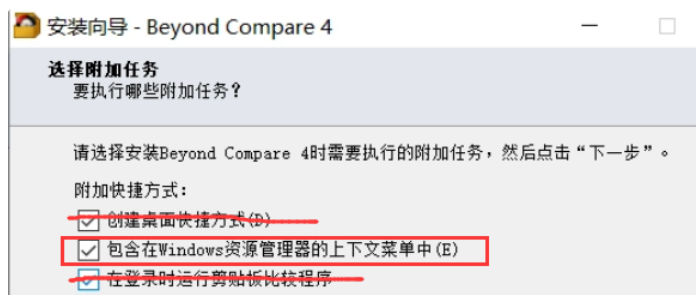 安装向导 - Beyond Compare 4
选择附加任务
要执行哪些附加任务?
请选择安装Beyond Compare 4时需要执行的附加任务，然后点击“下一步”。
附加快捷方式:
创建桌面快捷方式(D)
包含在Windows资源管理器的上下文菜单中(E)
在登录时运行剪贴板比较程序